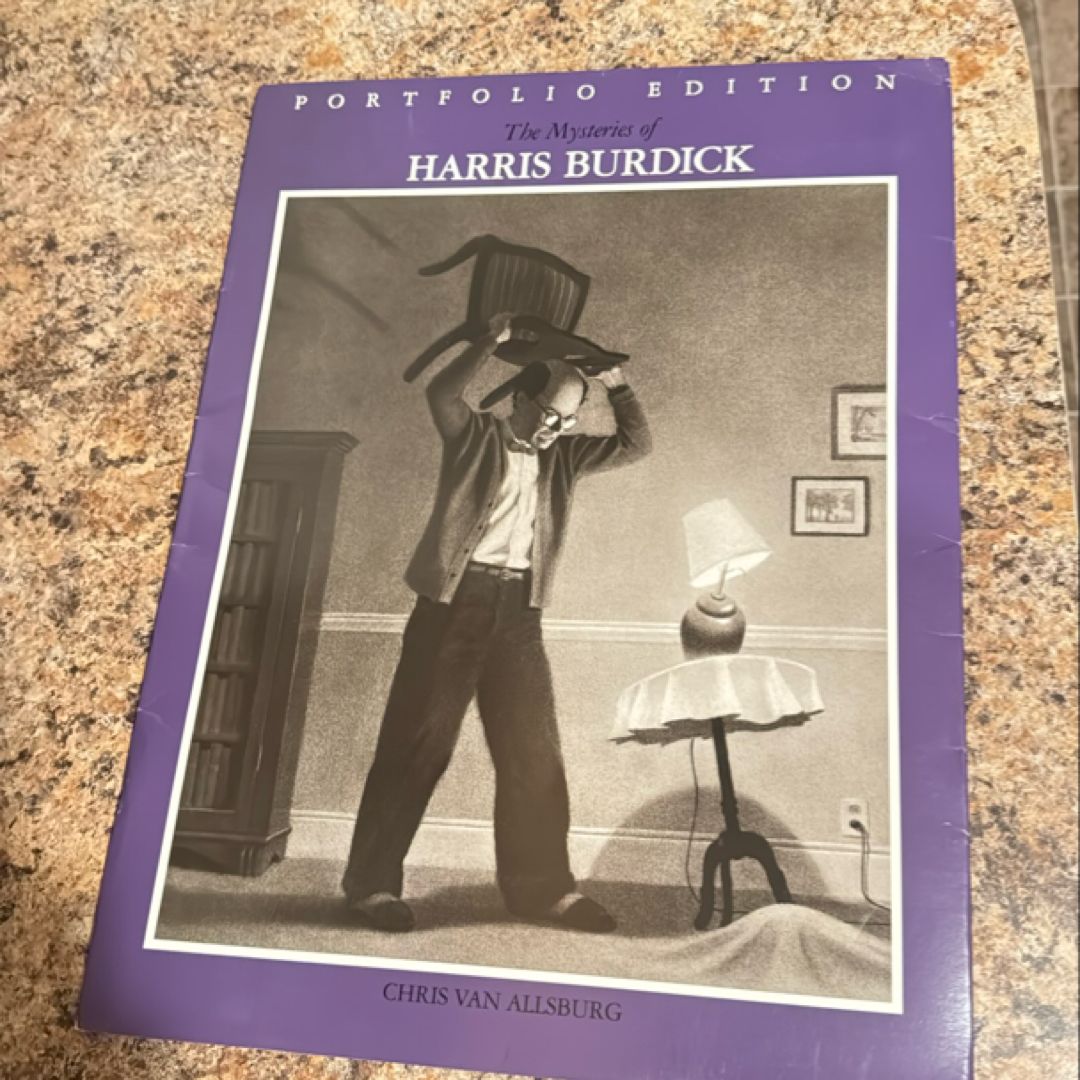 PORTFOLIO EDITION
The Mysteries of
HARRIS BURDICK
CHRIS VAN ALLSBURG